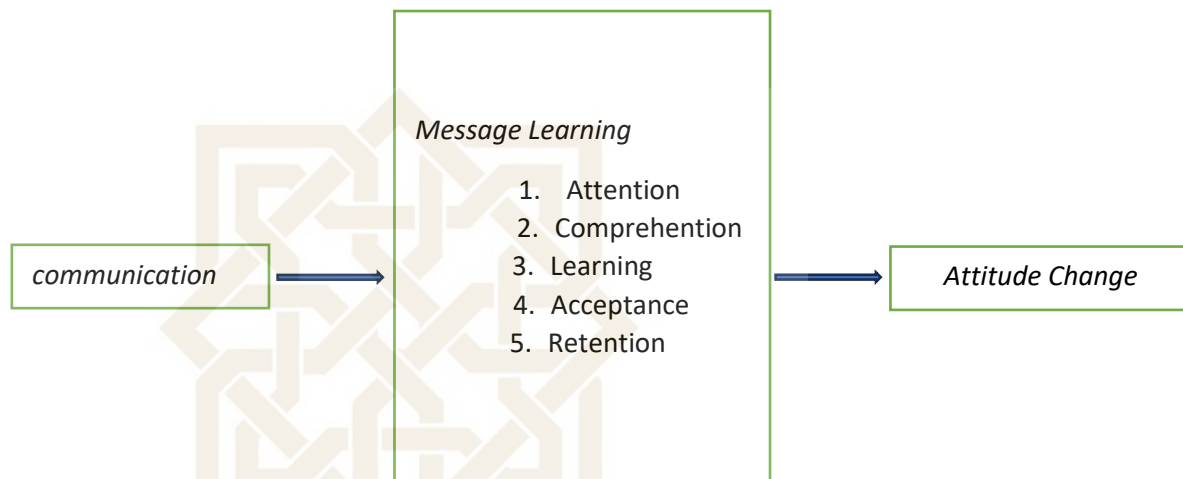 Message Learning
1. Attention
2. Comprehention
3. Learning
4. Acceptance
5. Retention
communication
Attitude Change